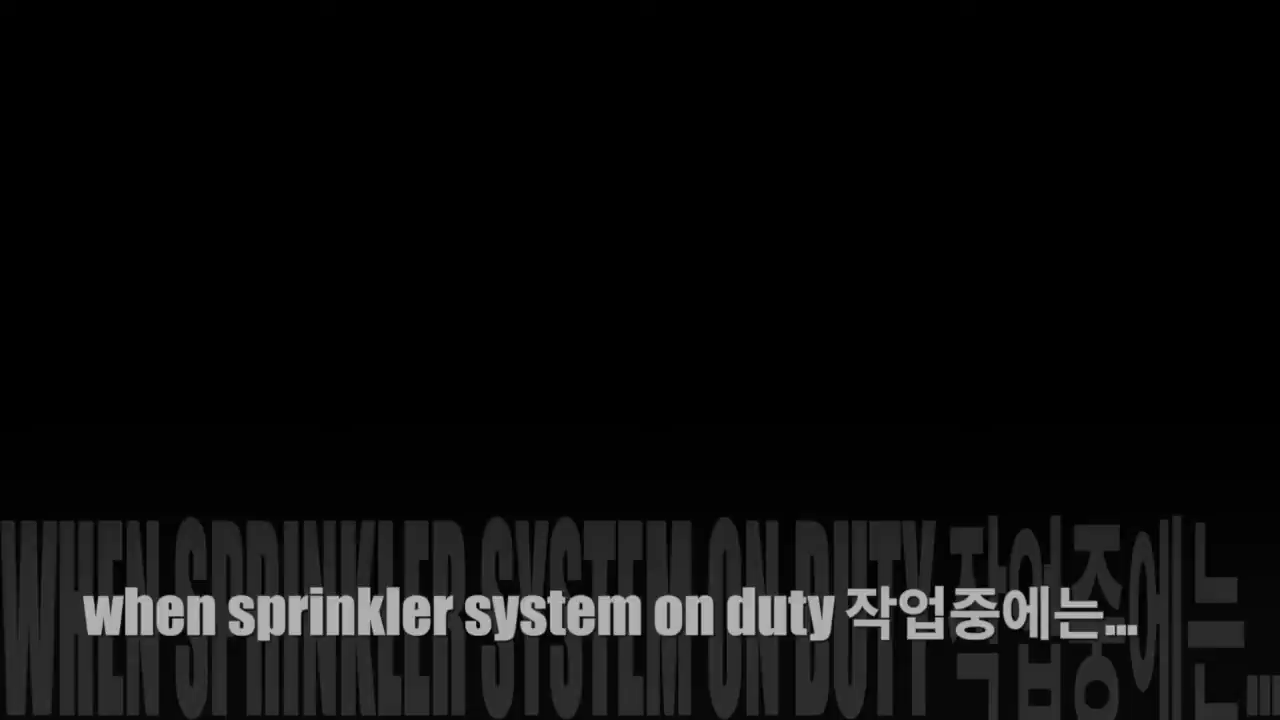 WHEN SPRINKLER SYSTEM ON DUTY 작업중에는...
when sprinkler system on duty 작업중에는...